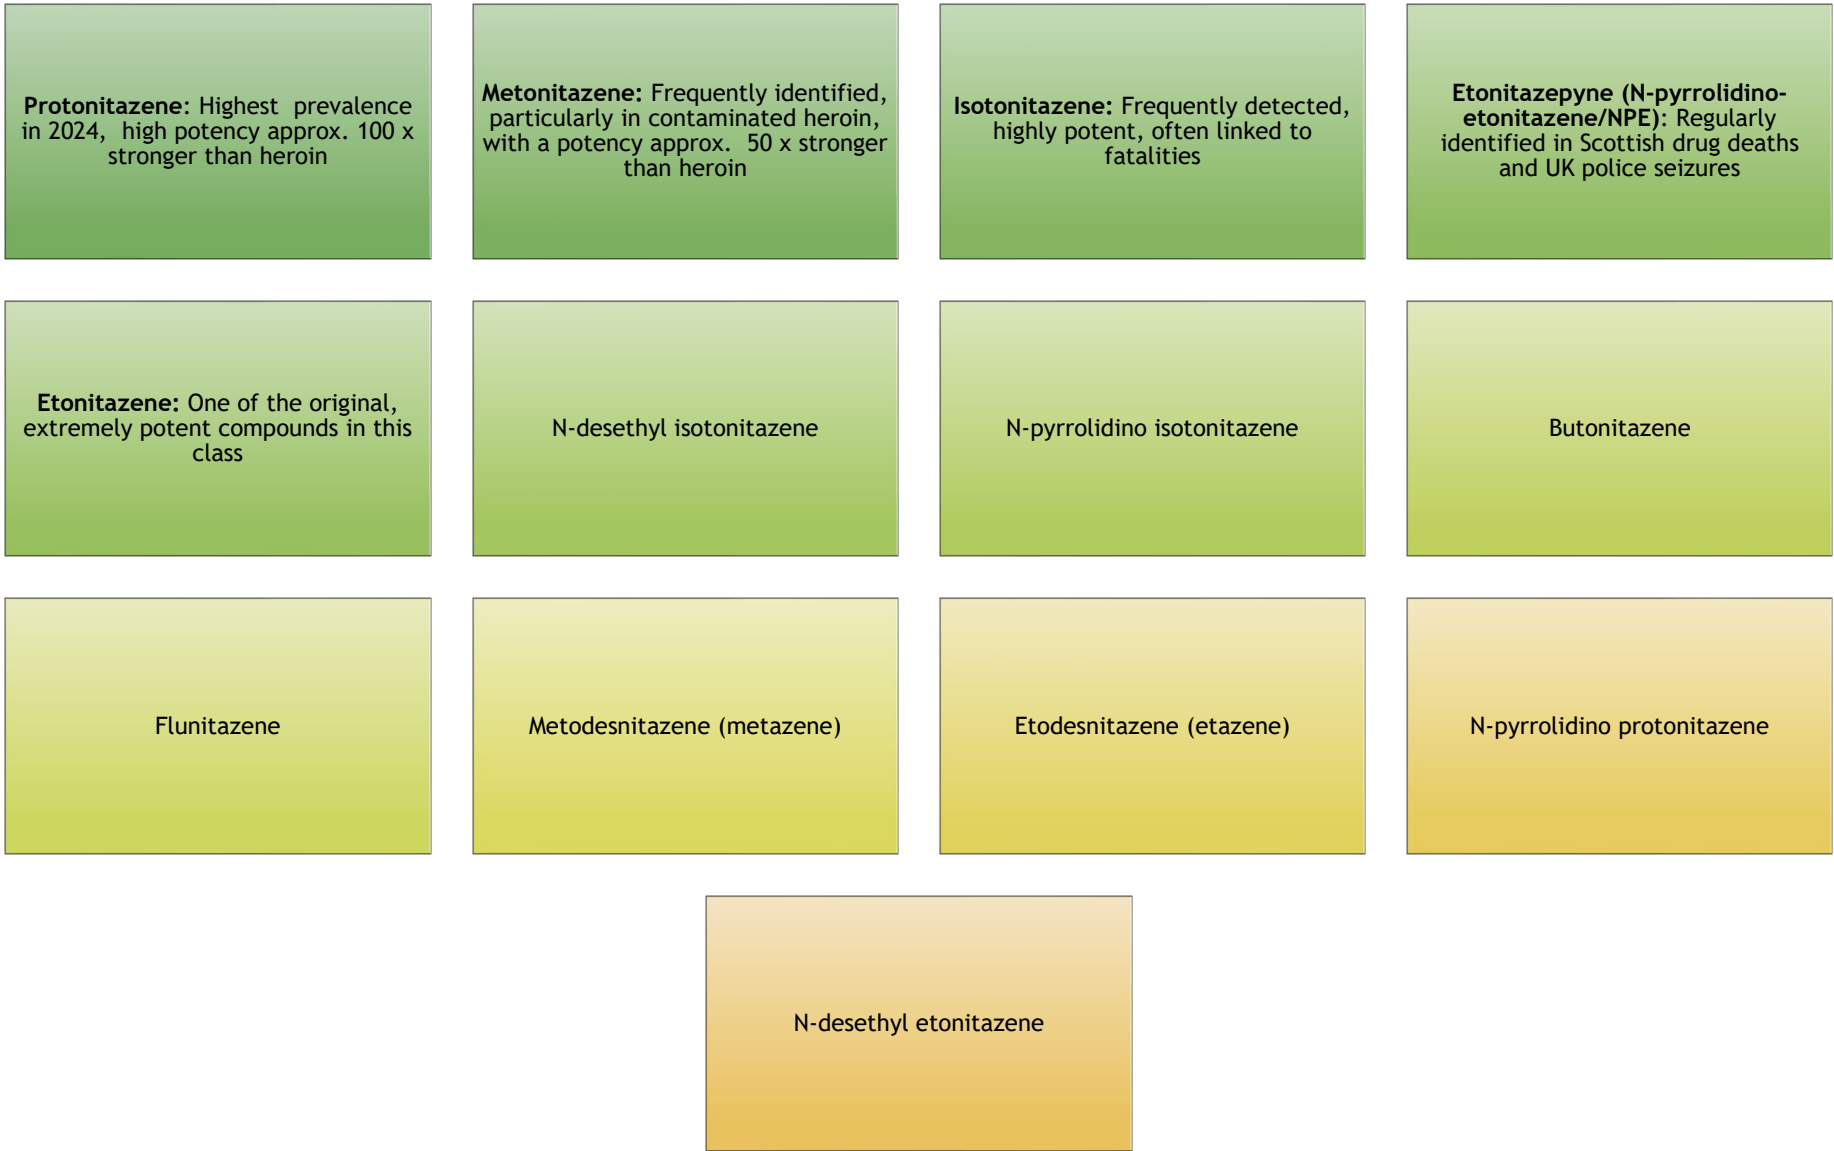 Protonitazene: Highest  prevalence
in 2024,  high potency approx. 100 x
stronger than heroin
Metonitazene: Frequently identified,
particularly in contaminated heroin,
with a potency approx.  50 x stronger
than heroin
Isotonitazene: Frequently detected,
highly potent, often linked to
fatalities
Etonitazepyne (N-pyrrolidino-
etonitazene/NPE): Regularly
identified in Scottish drug deaths
and UK police seizures
Etonitazene: One of the original,
extremely potent compounds in this
class
N-desethyl isotonitazene
N-pyrrolidino isotonitazene
Butonitazene
Flunitazene
Metodesnitazene (metazene)
Etodesnitazene (etazene)
N-pyrrolidino protonitazene
N-desethyl etonitazene